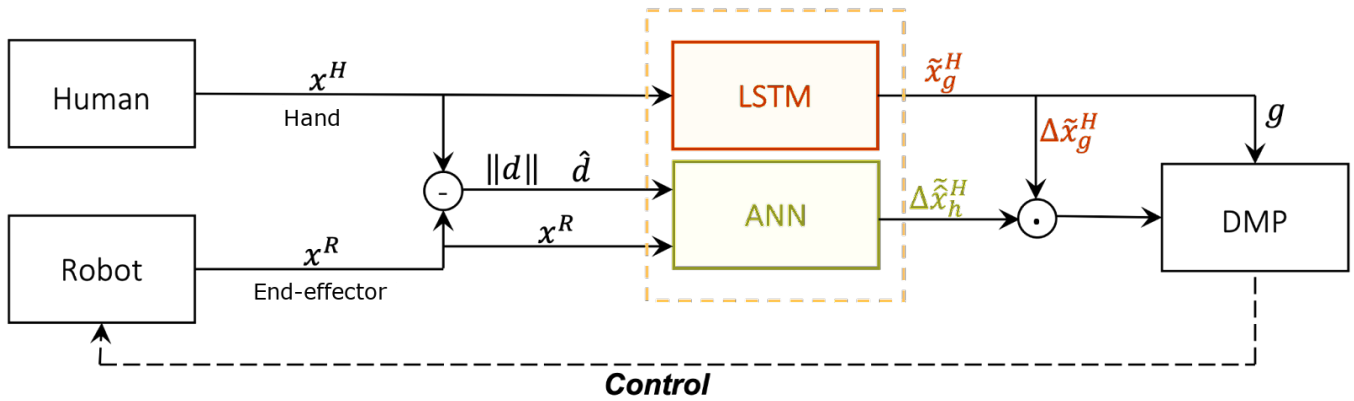 Human
x^H
Hand
LSTM
x̃_g^H
g
Δx̃_g^H
-
‖d‖ d̂
ANN
Δx̂̃_h^H
·
DMP
Robot
x^R
End-effector
x^R
Control